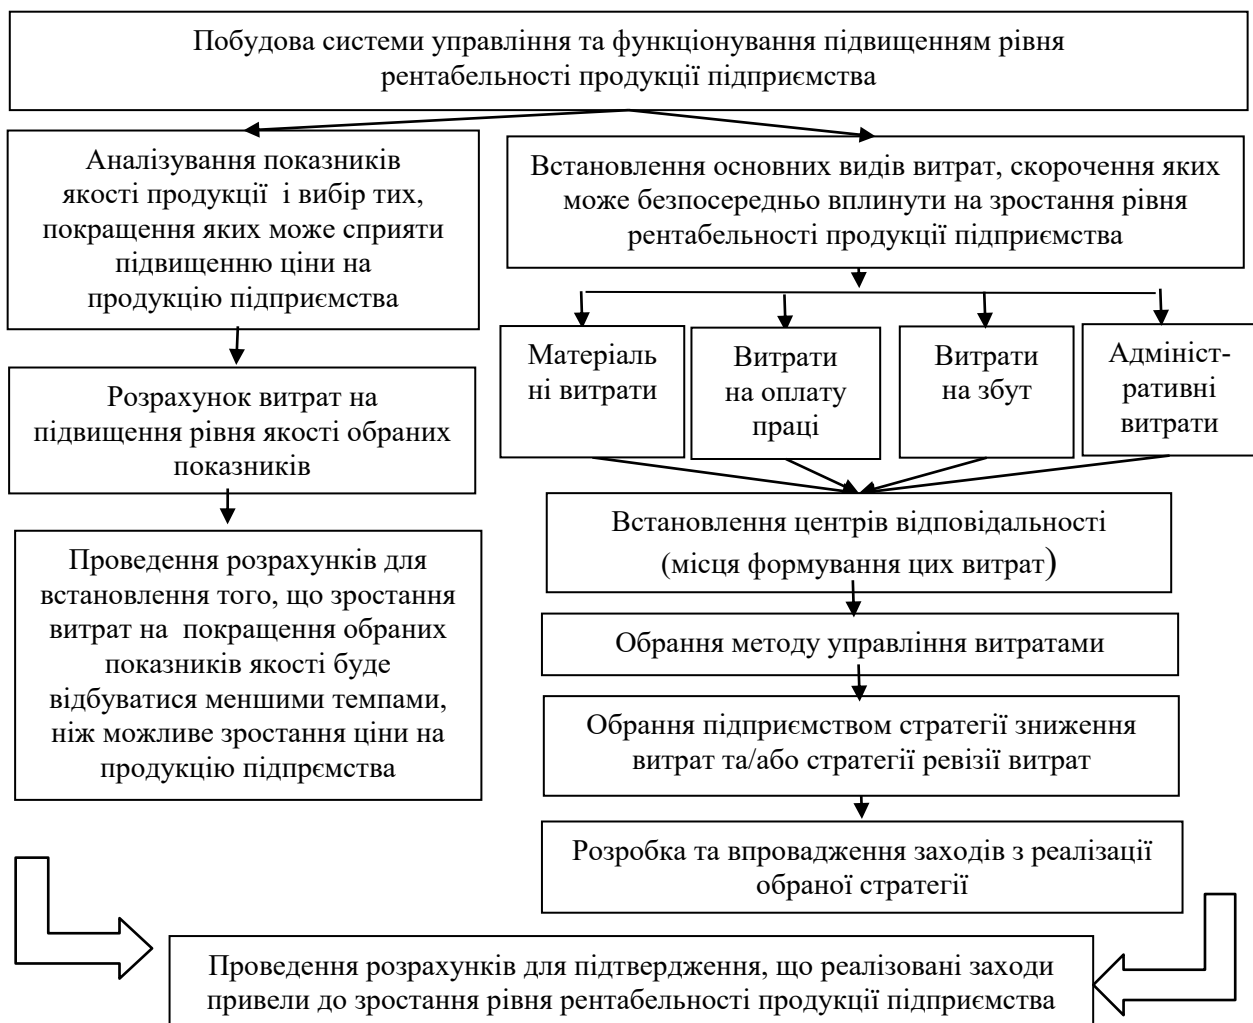 Побудова системи управління та функціонування підвищенням рівня
рентабельності продукції підприємства
Аналізування показників
якості продукції і вибір тих,
покращення яких може сприяти
підвищенню ціни на
продукцію підприємства
Розрахунок витрат на
підвищення рівня якості обраних
показників
Проведення розрахунків для
встановлення того, що зростання
витрат на покращення обраних
показників якості буде
відбуватися меншими темпами,
ніж можливе зростання ціни на
продукцію підпрємства
Встановлення основних видів витрат, скорочення яких
може безпосередньо вплинути на зростання рівня
рентабельності продукції підприємства
Матеріаль
ні витрати
Витрати
на оплату
праці
Витрати
на збут
Адмініст-
ративні
витрати
Встановлення центрів відповідальності
(місця формування цих витрат)
Обрання методу управління витратами
Обрання підприємством стратегії зниження
витрат та/або стратегії ревізії витрат
Розробка та впровадження заходів з реалізації
обраної стратегії
Проведення розрахунків для підтвердження, що реалізовані заходи
привели до зростання рівня рентабельності продукції підприємства